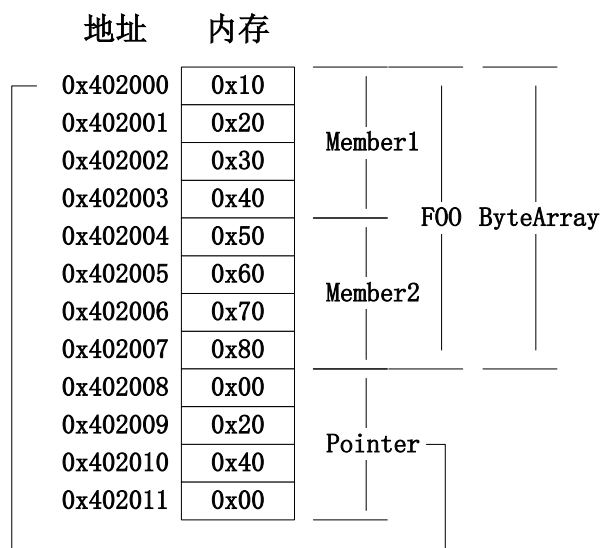 地址 内存
0x402000 0x10
0x402001 0x20
0x402002 0x30
Member1
0x402003 0x40
0x402004 0x50
FOO ByteArray
0x402005 0x60
0x402006 0x70
Member2
0x402007 0x80
0x402008 0x00
0x402009 0x20
Pointer
0x402010 0x40
0x402011 0x00